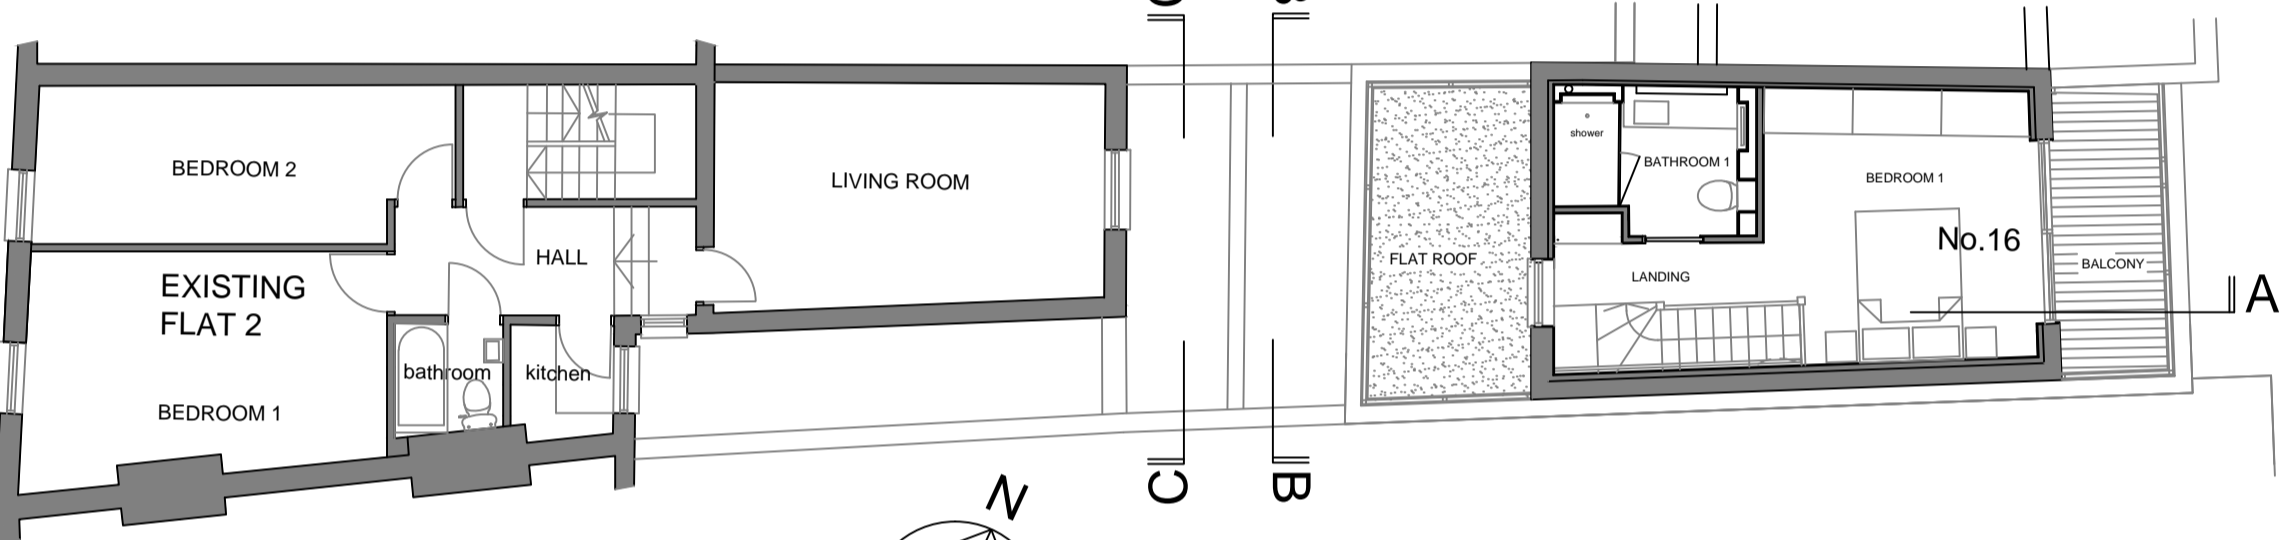 BEDROOM 2
LIVING ROOM
HALL
EXISTING
FLAT 2
bathroom
kitchen
BEDROOM 1
shower
BATHROOM 1
BEDROOM 1
No.16
FLAT ROOF
LANDING
BALCONY
A
C
B
N